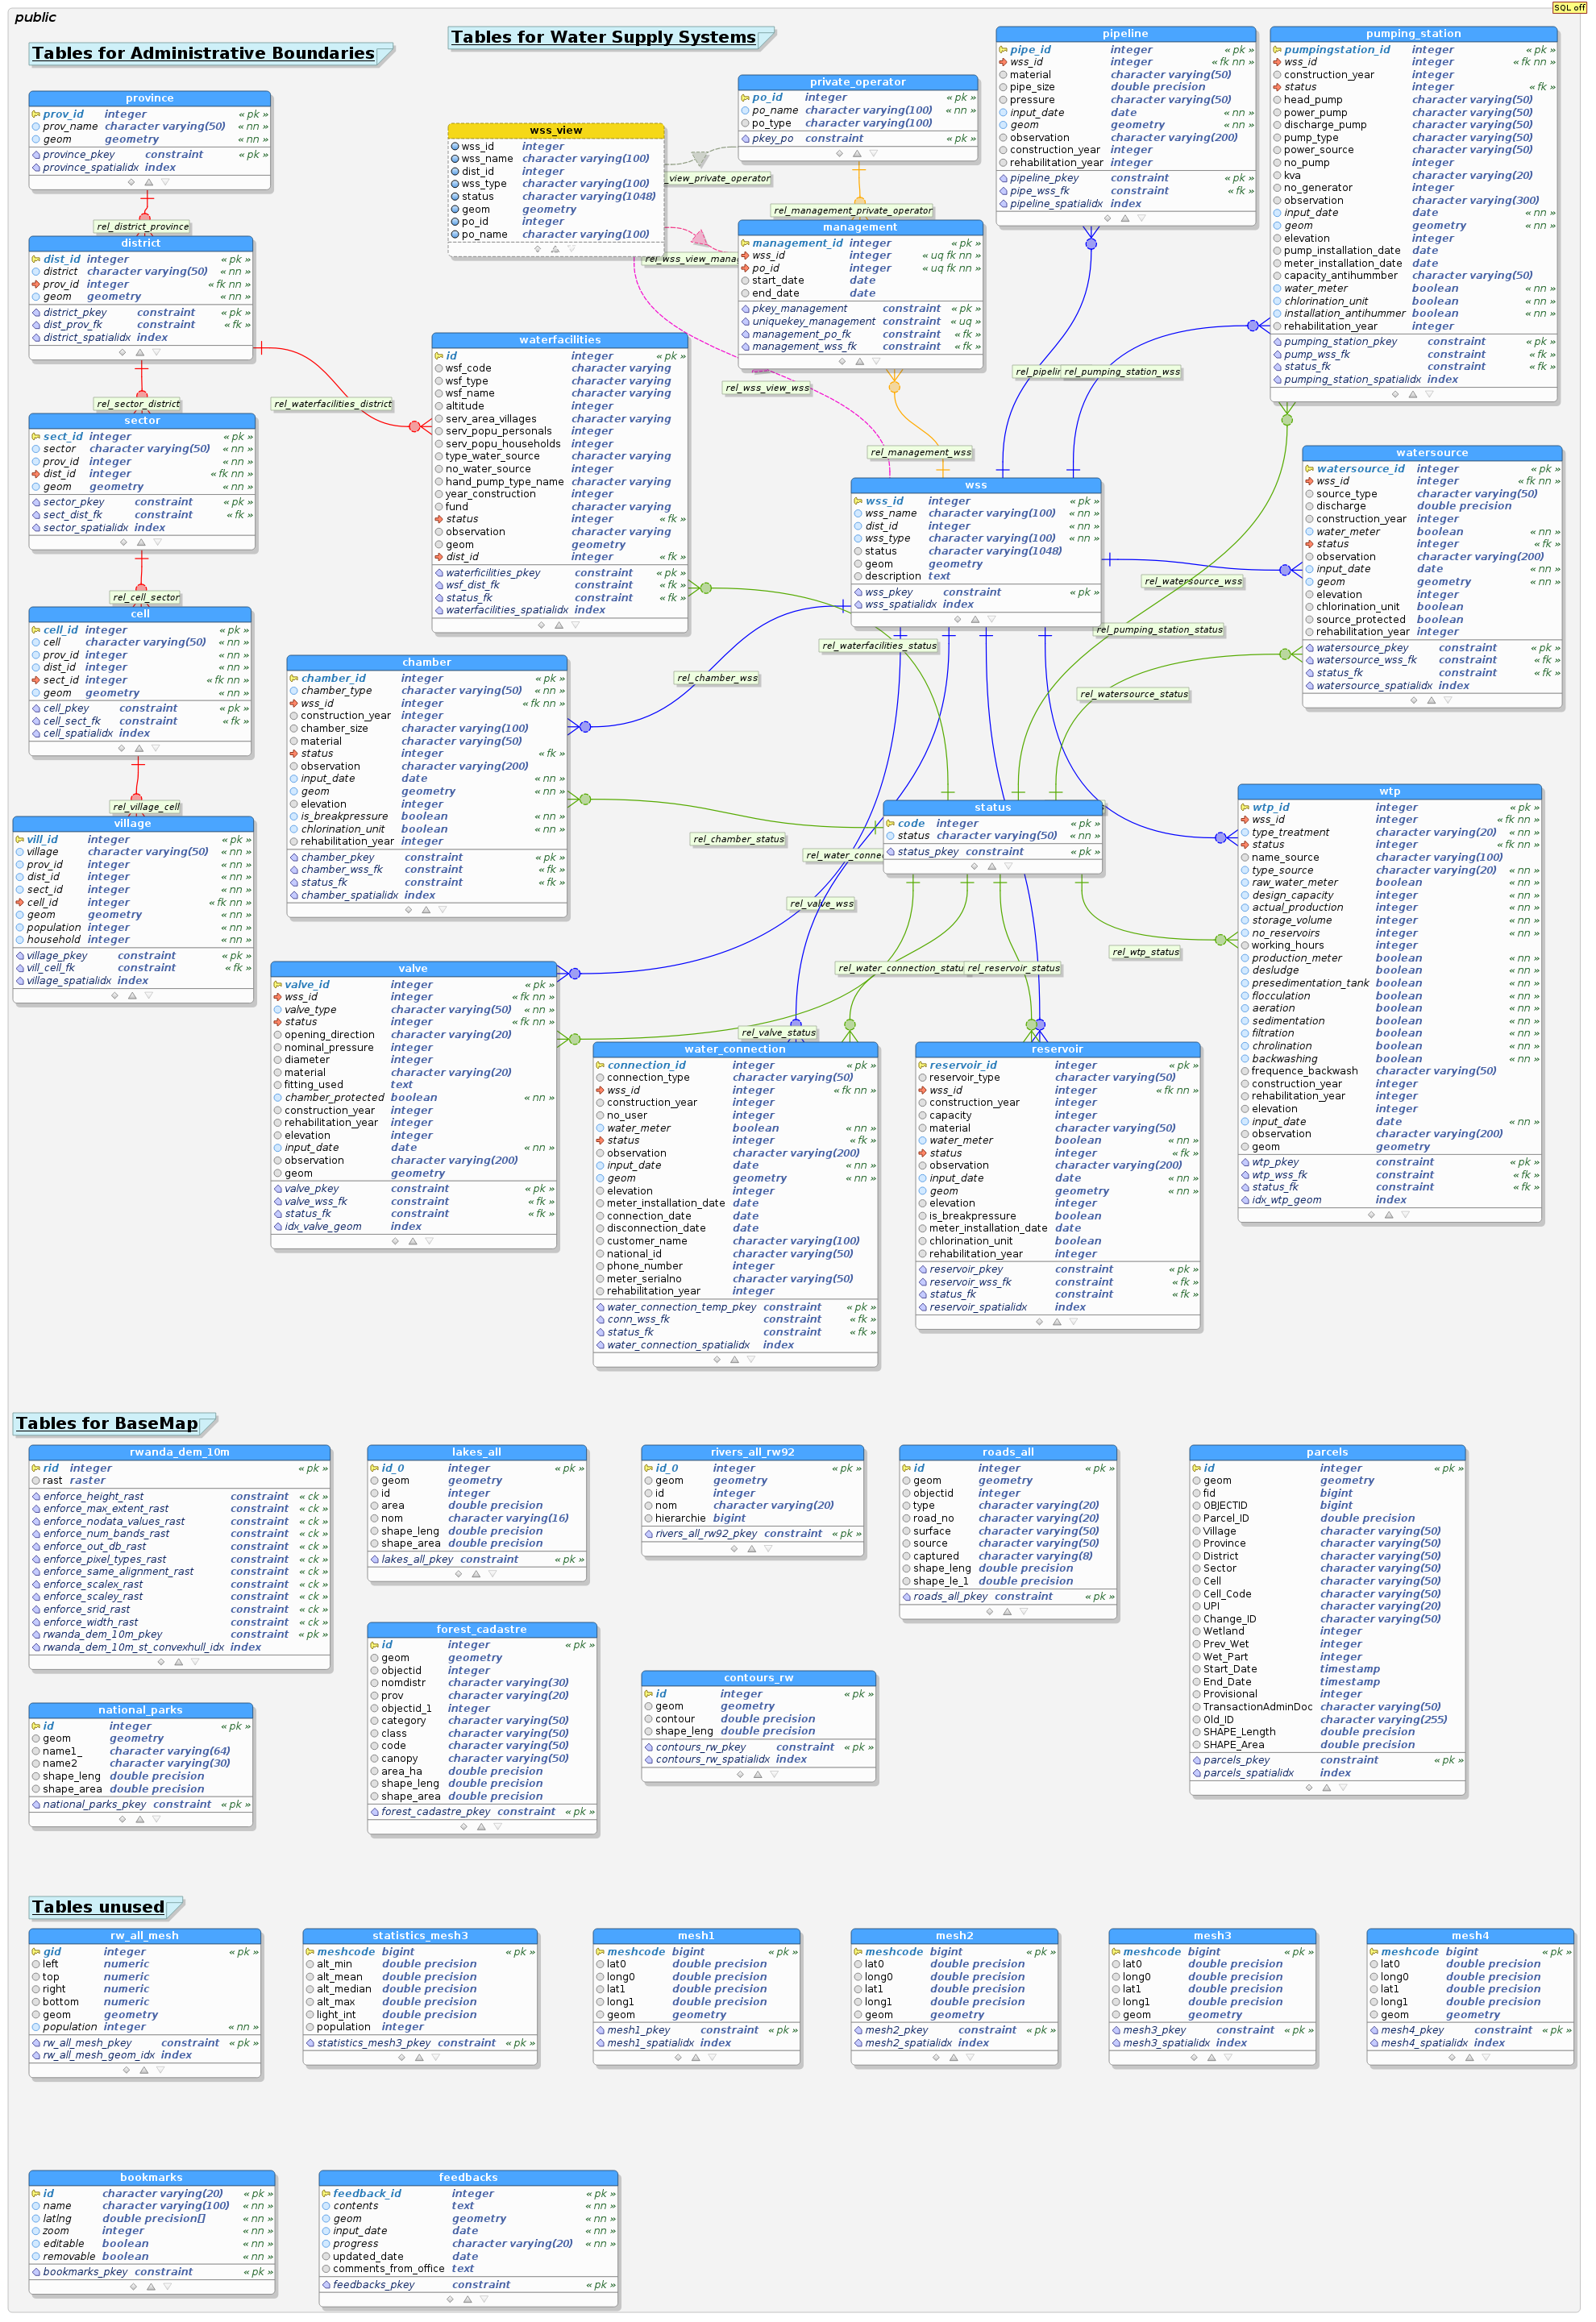 public
SQL off
Tables for Administrative Boundaries
Tables for Water Supply Systems
province
prov_id integer « pk »
prov_name character varying(50) « nn »
geom geometry « nn »
province_pkey constraint « pk »
province_spatialidx index
rel_district_province
district
dist_id integer « pk »
district character varying(50) « nn »
prov_id integer « fk nn »
geom geometry « nn »
district_pkey constraint « pk »
dist_prov_fk constraint « fk »
district_spatialidx index
rel_sector_district
rel_waterfacilities_district
sector
sect_id integer « pk »
sector character varying(50) « nn »
prov_id integer « nn »
dist_id integer « fk nn »
geom geometry « nn »
sector_pkey constraint « pk »
sect_dist_fk constraint « fk »
sector_spatialidx index
rel_cell_sector
cell
cell_id integer « pk »
cell character varying(50) « nn »
prov_id integer « nn »
dist_id integer « nn »
sect_id integer « fk nn »
geom geometry « nn »
cell_pkey constraint « pk »
cell_sect_fk constraint « fk »
cell_spatialidx index
rel_village_cell
village
vill_id integer « pk »
village character varying(50) « nn »
prov_id integer « nn »
dist_id integer « nn »
sect_id integer « nn »
cell_id integer « fk nn »
geom geometry « nn »
population integer « nn »
household integer « nn »
village_pkey constraint « pk »
vill_cell_fk constraint « fk »
village_spatialidx index
wss_view
wss_id integer
wss_name character varying(100)
dist_id integer
wss_type character varying(100)
status character varying(1048)
geom geometry
po_id integer
po_name character varying(100)
private_operator
po_id integer « pk »
po_name character varying(100) « nn »
po_type character varying(100)
pkey_po constraint « pk »
_view_private_operator
rel_management_private_operator
rel_wss_view_mana
management
management_id integer « pk »
wss_id integer « uq fk nn »
po_id integer « uq fk nn »
start_date date
end_date date
pkey_management constraint « pk »
uniquekey_management constraint « uq »
management_po_fk constraint « fk »
management_wss_fk constraint « fk »
rel_wss_view_wss
rel_management_wss
pipeline
pipe_id integer « pk »
wss_id integer « fk nn »
material character varying(50)
pipe_size double precision
pressure character varying(50)
input_date date « nn »
geom geometry « nn »
observation character varying(200)
construction_year integer
rehabilitation_year integer
pipeline_pkey constraint « pk »
pipe_wss_fk constraint « fk »
pipeline_spatialidx index
rel_pipelin
rel_pumping_station_wss
pumping_station
pumpingstation_id integer « pk »
wss_id integer « fk nn »
construction_year integer
status integer « fk »
head_pump character varying(50)
power_pump character varying(50)
discharge_pump character varying(50)
pump_type character varying(50)
power_source character varying(50)
no_pump integer
kva character varying(20)
no_generator integer
observation character varying(300)
input_date date « nn »
geom geometry « nn »
elevation integer
pump_installation_date date
meter_installation_date date
capacity_antihummber character varying(50)
water_meter boolean « nn »
chlorination_unit boolean « nn »
installation_antihummer boolean « nn »
rehabilitation_year integer
pumping_station_pkey constraint « pk »
pump_wss_fk constraint « fk »
status_fk constraint « fk »
pumping_station_spatialidx index
waterfacilities
id integer « pk »
wsf_code character varying
wsf_type character varying
wsf_name character varying
altitude integer
serv_area_villages character varying
serv_popu_personals integer
serv_popu_households integer
type_water_source character varying
no_water_source integer
hand_pump_type_name character varying
year_construction integer
fund character varying
status integer « fk »
observation character varying
geom geometry
dist_id integer « fk »
waterficilities_pkey constraint « pk »
wsf_dist_fk constraint « fk »
status_fk constraint « fk »
waterfacilities_spatialidx index
wss
wss_id integer « pk »
wss_name character varying(100) « nn »
dist_id integer « nn »
wss_type character varying(100) « nn »
status character varying(1048)
geom geometry
description text
wss_pkey constraint « pk »
wss_spatialidx index
watersource
watersource_id integer « pk »
wss_id integer « fk nn »
source_type character varying(50)
discharge double precision
construction_year integer
water_meter boolean « nn »
status integer « fk »
observation character varying(200)
input_date date « nn »
geom geometry « nn »
elevation integer
chlorination_unit boolean
source_protected boolean
rehabilitation_year integer
watersource_pkey constraint « pk »
watersource_wss_fk constraint « fk »
status_fk constraint « fk »
watersource_spatialidx index
rel_watersource_wss
rel_pumping_station_status
rel_waterfacilities_status
rel_chamber_wss
rel_watersource_status
chamber
chamber_id integer « pk »
chamber_type character varying(50) « nn »
wss_id integer « fk nn »
construction_year integer
chamber_size character varying(100)
material character varying(50)
status integer « fk »
observation character varying(200)
input_date date « nn »
geom geometry « nn »
elevation integer
is_breakpressure boolean « nn »
chlorination_unit boolean « nn »
rehabilitation_year integer
chamber_pkey constraint « pk »
chamber_wss_fk constraint « fk »
status_fk constraint « fk »
chamber_spatialidx index
status
code integer « pk »
status character varying(50) « nn »
status_pkey constraint « pk »
rel_chamber_status
rel_water_connec
rel_valve_wss
rel_wtp_status
rel_water_connection_statu
rel_reservoir_status
rel_valve_status
wtp
wtp_id integer « pk »
wss_id integer « fk nn »
type_treatment character varying(20) « nn »
status integer « fk nn »
name_source character varying(100)
type_source character varying(20) « nn »
raw_water_meter boolean « nn »
design_capacity integer « nn »
actual_production integer « nn »
storage_volume integer « nn »
no_reservoirs integer « nn »
working_hours integer
production_meter boolean « nn »
desludge boolean « nn »
presedimentation_tank boolean « nn »
flocculation boolean « nn »
aeration boolean « nn »
sedimentation boolean « nn »
filtration boolean « nn »
chrolination boolean « nn »
backwashing boolean « nn »
frequence_backwash character varying(50)
construction_year integer
rehabilitation_year integer
elevation integer
input_date date « nn »
observation character varying(200)
geom geometry
wtp_pkey constraint « pk »
wtp_wss_fk constraint « fk »
status_fk constraint « fk »
idx_wtp_geom index
valve
valve_id integer « pk »
wss_id integer « fk nn »
valve_type character varying(50) « nn »
status integer « fk nn »
opening_direction character varying(20)
nominal_pressure integer
diameter integer
material character varying(20)
fitting_used text
chamber_protected boolean « nn »
construction_year integer
rehabilitation_year integer
elevation integer
input_date date « nn »
observation character varying(200)
geom geometry
valve_pkey constraint « pk »
valve_wss_fk constraint « fk »
status_fk constraint « fk »
idx_valve_geom index
water_connection
connection_id integer « pk »
connection_type character varying(50)
wss_id integer « fk nn »
construction_year integer
no_user integer
water_meter boolean « nn »
status integer « fk »
observation character varying(200)
input_date date « nn »
geom geometry « nn »
elevation integer
meter_installation_date date
connection_date date
disconnection_date date
customer_name character varying(100)
national_id character varying(50)
phone_number integer
meter_serialno character varying(50)
rehabilitation_year integer
water_connection_temp_pkey constraint « pk »
conn_wss_fk constraint « fk »
status_fk constraint « fk »
water_connection_spatialidx index
reservoir
reservoir_id integer « pk »
reservoir_type character varying(50)
wss_id integer « fk nn »
construction_year integer
capacity integer
material character varying(50)
water_meter boolean « nn »
status integer « fk »
observation character varying(200)
input_date date « nn »
geom geometry « nn »
elevation integer
is_breakpressure boolean
meter_installation_date date
chlorination_unit boolean
rehabilitation_year integer
reservoir_pkey constraint « pk »
reservoir_wss_fk constraint « fk »
status_fk constraint « fk »
reservoir_spatialidx index
Tables for BaseMap
rwanda_dem_10m
rid integer « pk »
rast raster
enforce_height_rast constraint « ck »
enforce_max_extent_rast constraint « ck »
enforce_nodata_values_rast constraint « ck »
enforce_num_bands_rast constraint « ck »
enforce_out_db_rast constraint « ck »
enforce_pixel_types_rast constraint « ck »
enforce_same_alignment_rast constraint « ck »
enforce_scalex_rast constraint « ck »
enforce_scaley_rast constraint « ck »
enforce_srid_rast constraint « ck »
enforce_width_rast constraint « ck »
rwanda_dem_10m_pkey constraint « pk »
rwanda_dem_10m_st_convexhull_idx index
lakes_all
id_0 integer « pk »
geom geometry
id integer
area double precision
nom character varying(16)
shape_leng double precision
shape_area double precision
lakes_all_pkey constraint « pk »
rivers_all_rw92
id_0 integer « pk »
geom geometry
id integer
nom character varying(20)
hierarchie bigint
rivers_all_rw92_pkey constraint « pk »
roads_all
id integer « pk »
geom geometry
objectid integer
type character varying(20)
road_no character varying(20)
surface character varying(50)
source character varying(50)
captured character varying(8)
shape_leng double precision
shape_le_1 double precision
roads_all_pkey constraint « pk »
parcels
id integer « pk »
geom geometry
fid bigint
OBJECTID bigint
Parcel_ID double precision
Village character varying(50)
Province character varying(50)
District character varying(50)
Sector character varying(50)
Cell character varying(50)
Cell_Code character varying(50)
UPI character varying(20)
Change_ID character varying(50)
Wetland integer
Prev_Wet integer
Wet_Part integer
Start_Date timestamp
End_Date timestamp
Provisional integer
TransactionAdminDoc character varying(50)
Old_ID character varying(255)
SHAPE_Length double precision
SHAPE_Area double precision
parcels_pkey constraint « pk »
parcels_spatialidx index
forest_cadastre
id integer « pk »
geom geometry
objectid integer
nomdistr character varying(30)
prov character varying(20)
objectid_1 integer
category character varying(50)
class character varying(50)
code character varying(50)
canopy character varying(50)
area_ha double precision
shape_leng double precision
shape_area double precision
forest_cadastre_pkey constraint « pk »
contours_rw
id integer « pk »
geom geometry
contour double precision
shape_leng double precision
contours_rw_pkey constraint « pk »
contours_rw_spatialidx index
national_parks
id integer « pk »
geom geometry
name1_ character varying(64)
name2 character varying(30)
shape_leng double precision
shape_area double precision
national_parks_pkey constraint « pk »
Tables unused
rw_all_mesh
gid integer « pk »
left numeric
top numeric
right numeric
bottom numeric
geom geometry
population integer « nn »
rw_all_mesh_pkey constraint « pk »
rw_all_mesh_geom_idx index
statistics_mesh3
meshcode bigint « pk »
alt_min double precision
alt_mean double precision
alt_median double precision
alt_max double precision
light_int double precision
population integer
statistics_mesh3_pkey constraint « pk »
mesh1
meshcode bigint « pk »
lat0 double precision
long0 double precision
lat1 double precision
long1 double precision
geom geometry
mesh1_pkey constraint « pk »
mesh1_spatialidx index
mesh2
meshcode bigint « pk »
lat0 double precision
long0 double precision
lat1 double precision
long1 double precision
geom geometry
mesh2_pkey constraint « pk »
mesh2_spatialidx index
mesh3
meshcode bigint « pk »
lat0 double precision
long0 double precision
lat1 double precision
long1 double precision
geom geometry
mesh3_pkey constraint « pk »
mesh3_spatialidx index
mesh4
meshcode bigint « pk »
lat0 double precision
long0 double precision
lat1 double precision
long1 double precision
geom geometry
mesh4_pkey constraint « pk »
mesh4_spatialidx index
bookmarks
id character varying(20) « pk »
name character varying(100) « nn »
latlng double precision[] « nn »
zoom integer « nn »
editable boolean « nn »
removable boolean « nn »
bookmarks_pkey constraint « pk »
feedbacks
feedback_id integer « pk »
contents text « nn »
geom geometry « nn »
input_date date « nn »
progress character varying(20) « nn »
updated_date date
comments_from_office text
feedbacks_pkey constraint « pk »